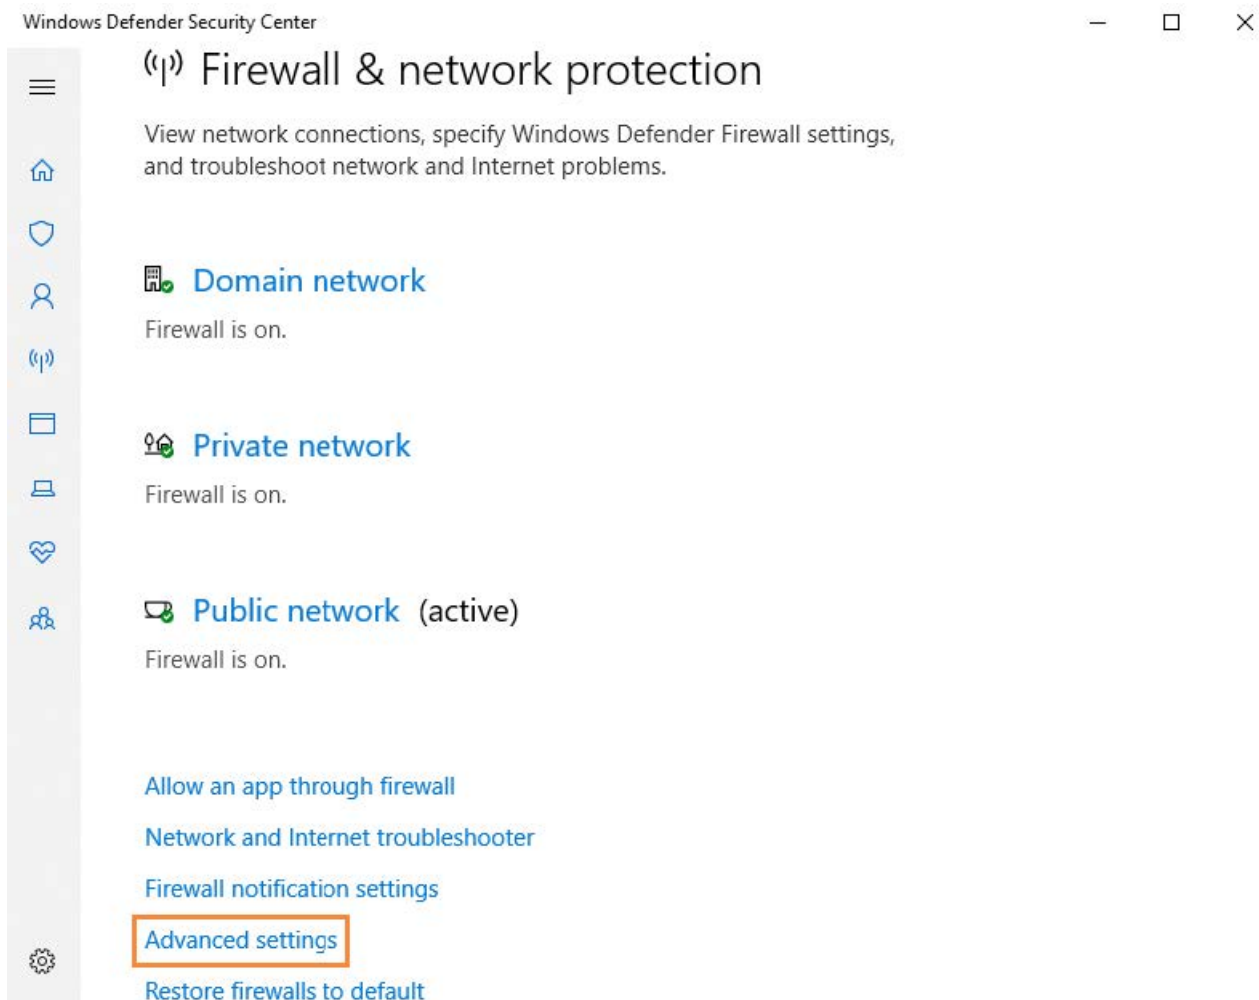 Windows Defender Security Center
Firewall & network protection
View network connections, specify Windows Defender Firewall settings,
and troubleshoot network and Internet problems.
Domain network
Firewall is on.
Private network
Firewall is on.
Public network (active)
Firewall is on.
Allow an app through firewall
Network and Internet troubleshooter
Firewall notification settings
Advanced settings
Restore firewalls to default